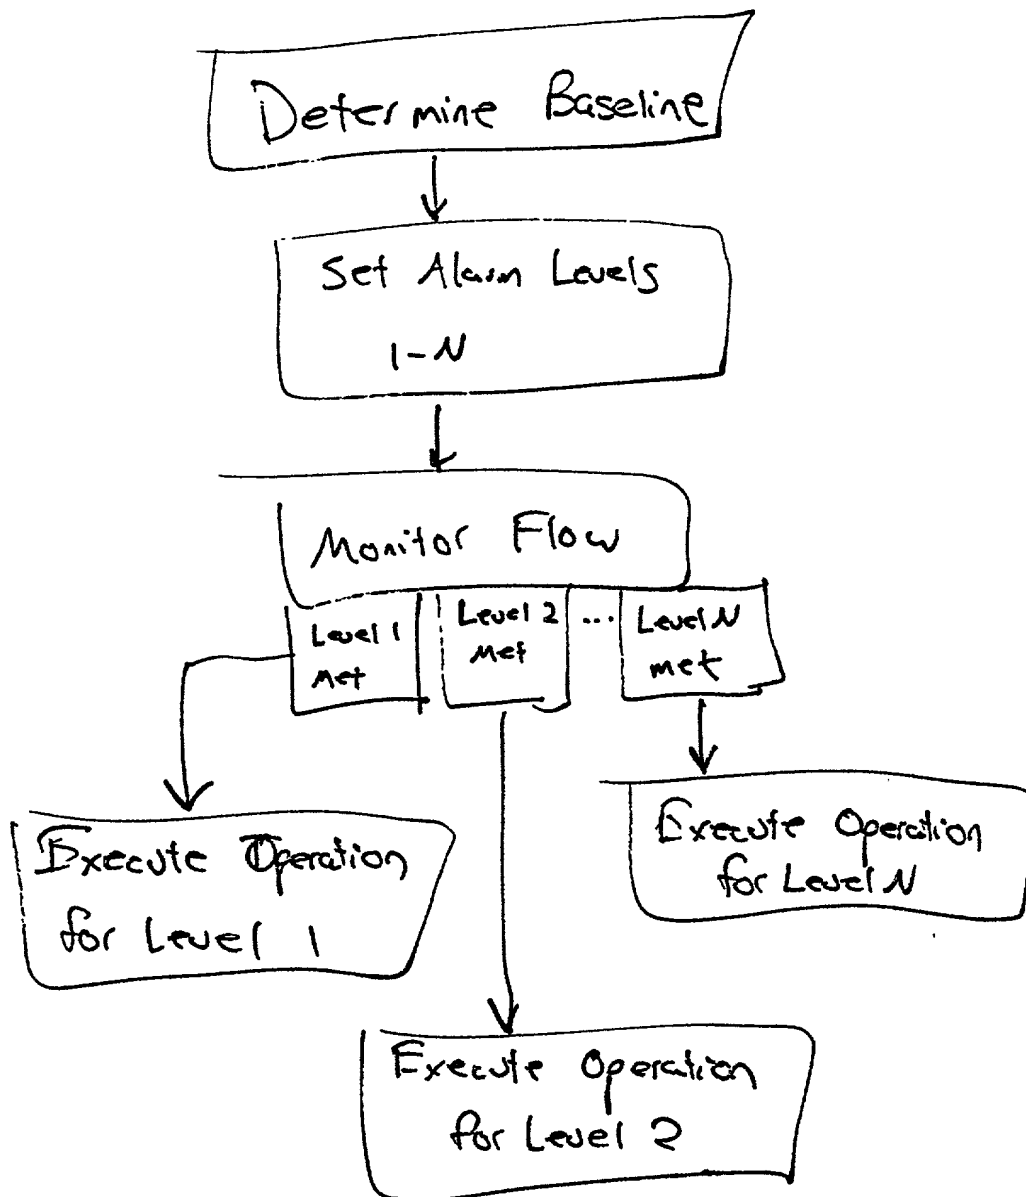 Determine Baseline
Set Alarm Levels
1-N
Monitor Flow
Level 1
Met
Level 2
Met
...
Level N
met
Execute Operation
for Level 1
Execute Operation
for Level N
Execute Operation
for Level 2